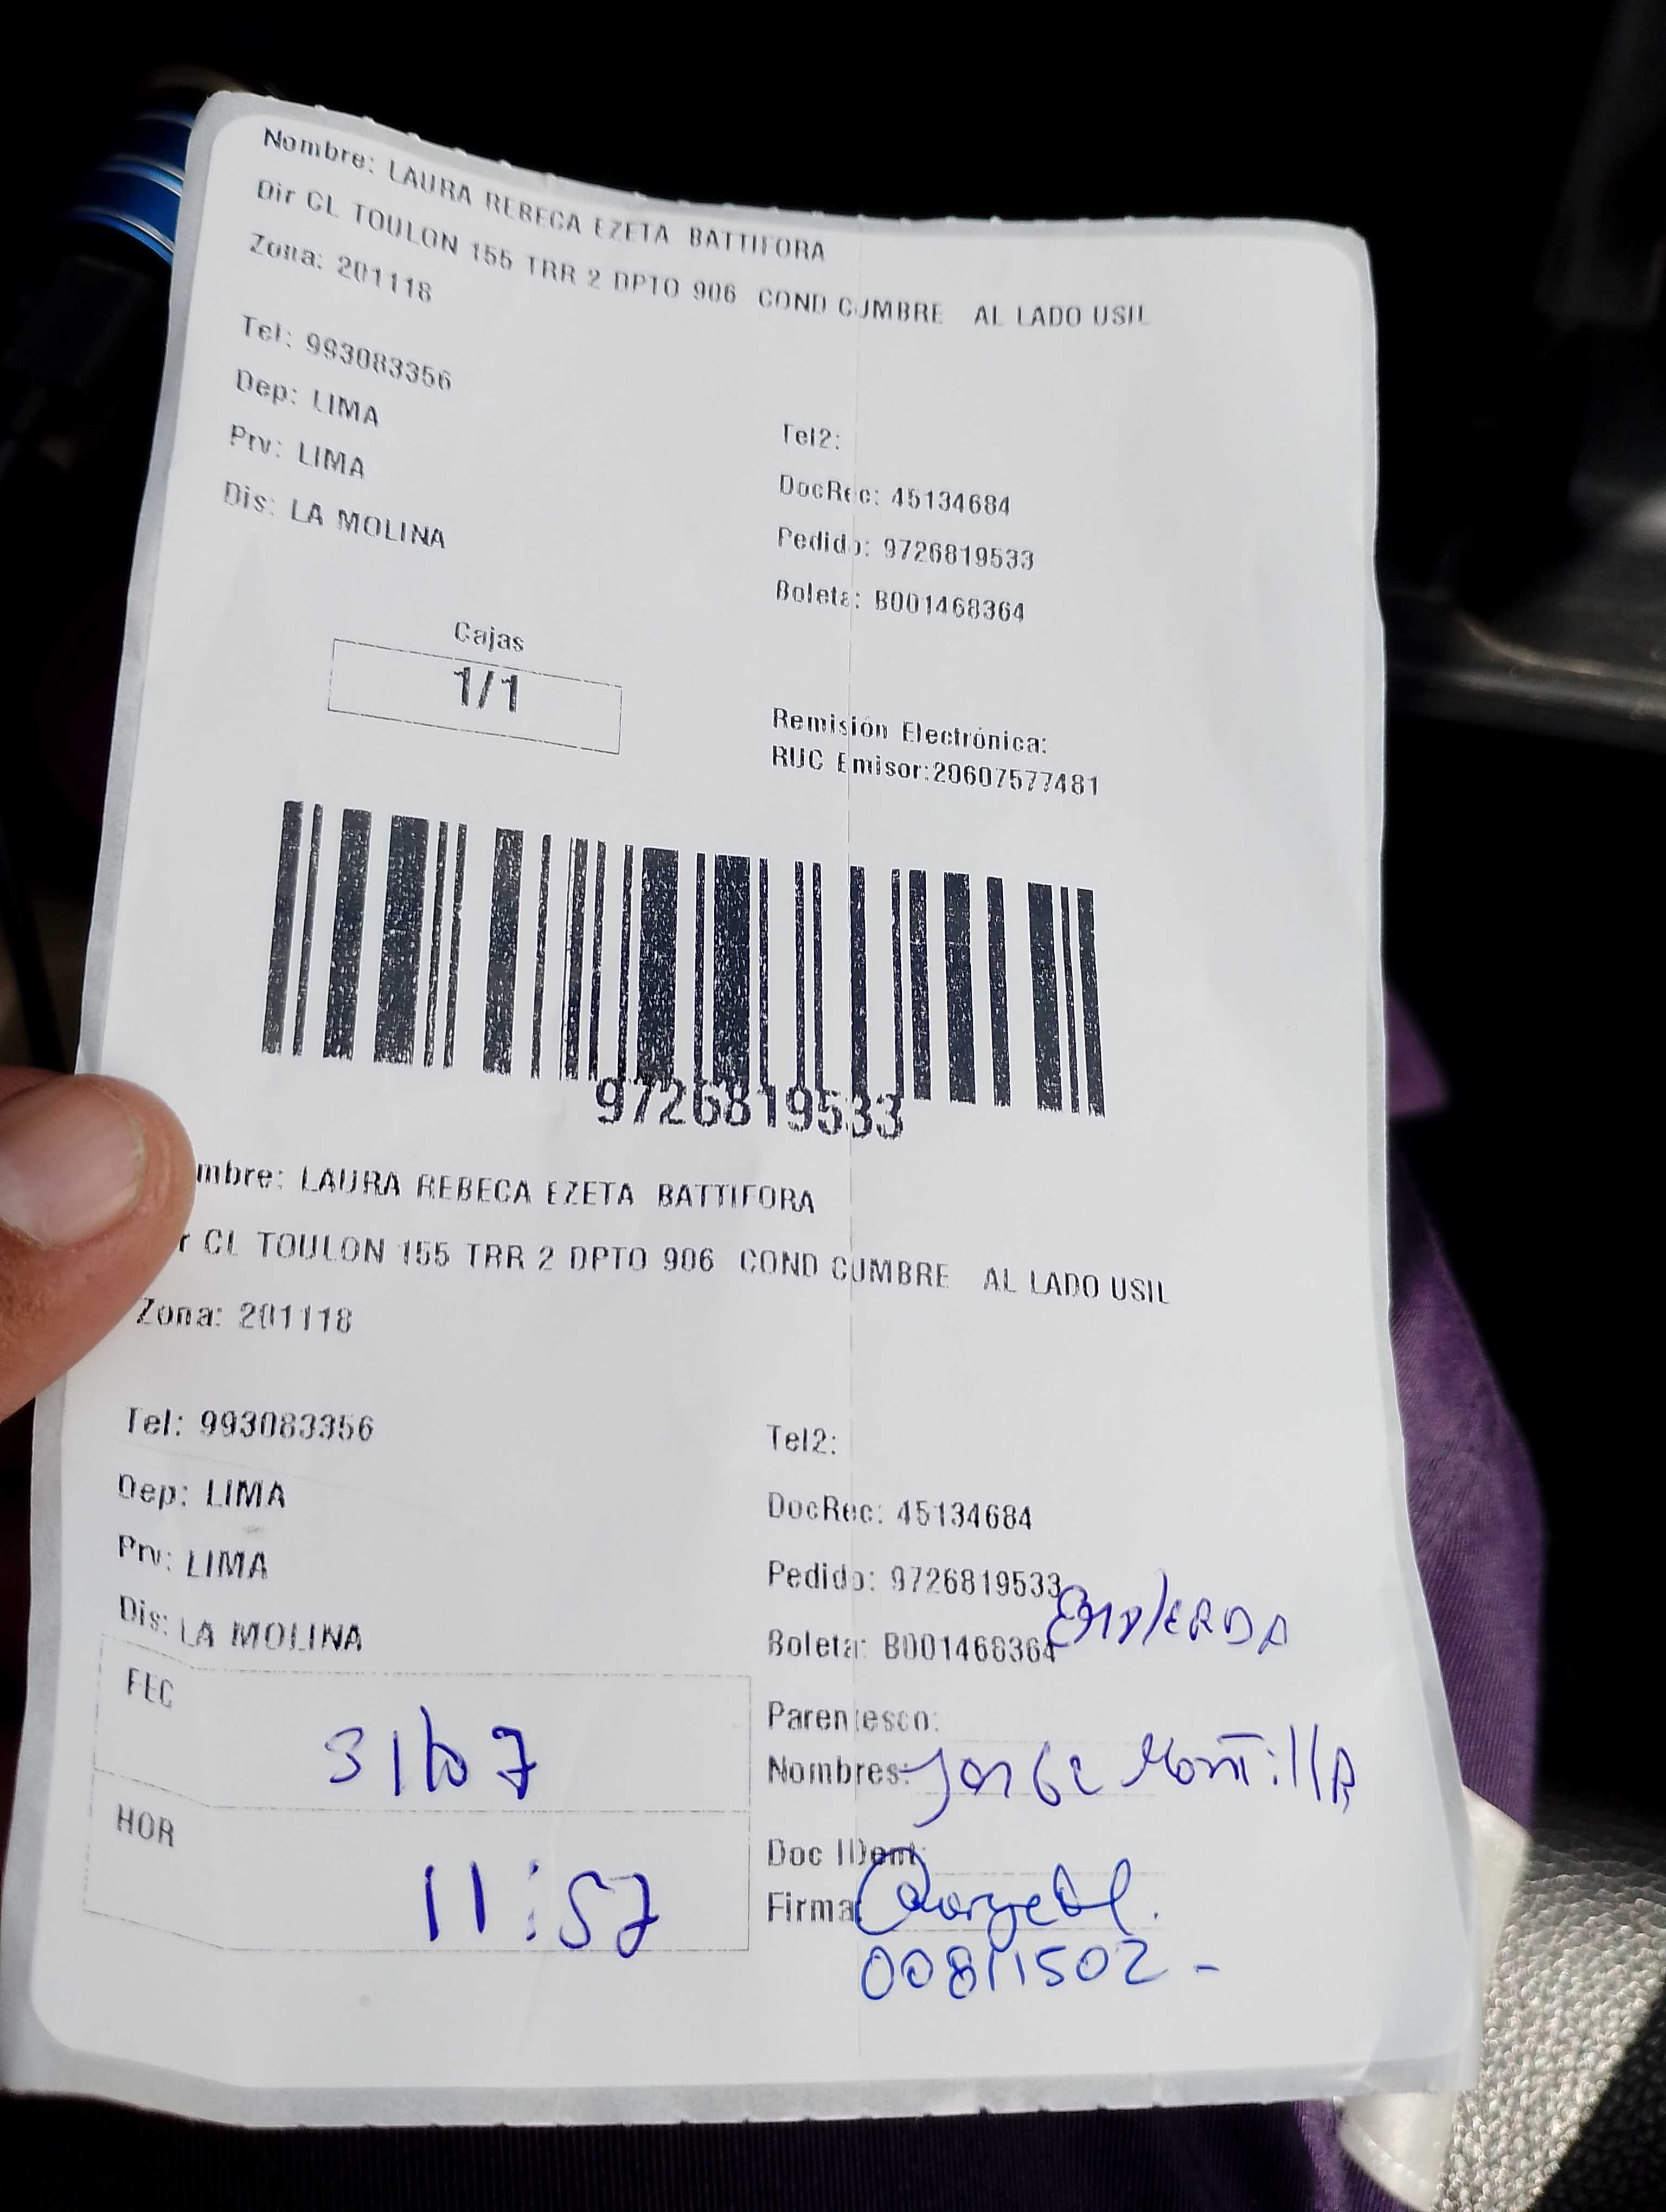 Nombre: LAURA REBECA EZETA BATTIFORA
Dir CL TOULON 155 TRR 2 DPTO 906 COND CUMBRE AL LADO USIL
Zona: 201118
Tel: 993083356
Dep: LIMA
Prv: LIMA
Dis: LA MOLINA
Tel2:
DocRec: 45134684
Pedido: 9726819533
Boleta: B001468364
Cajas
1/1
Remisión Electrónica:
RUC Emisor:20607577481
9726819533
mbre: LAURA REBECA EZETA BATTIFORA
r CL TOULON 155 TRR 2 DPTO 906 COND CUMBRE AL LADO USIL
Zona: 201118
Tel: 993083356
Dep: LIMA
Prv: LIMA
Dis: LA MOLINA
FEC
31/07
HOR
11:57
Tel2:
DocRec: 45134684
Pedido: 9726819533
Boleta: B001468364
Parentesco:
Nombres: Jorge Montilla
Doc IDent:
Firma
008111502 -